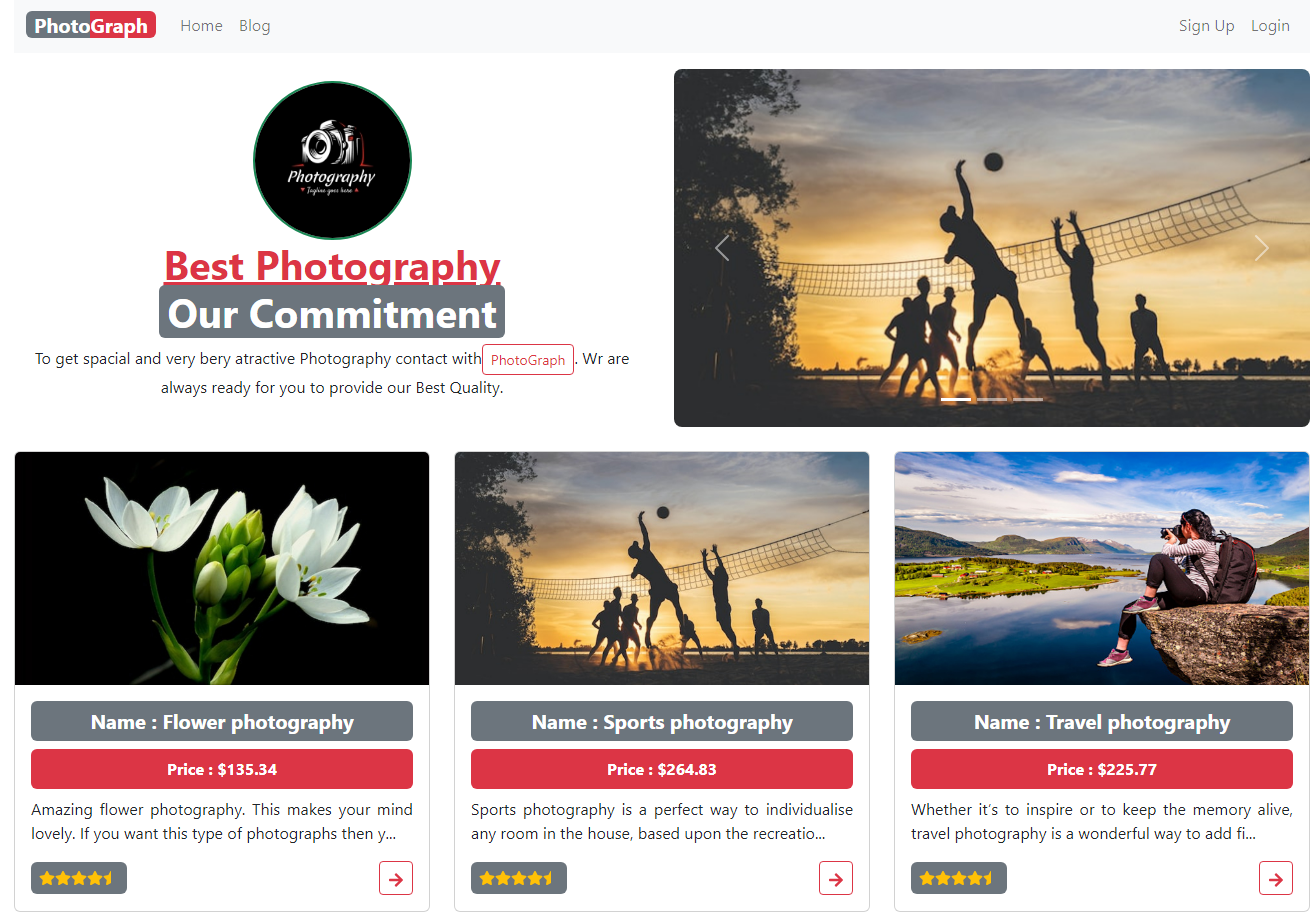 PhotoGraph Home Blog Sign Up Login
Photography
Tagline goes here
Best Photography
Our Commitment
To get spacial and very bery atractive Photography contact with PhotoGraph . Wr are
always ready for you to provide our Best Quality.
Name : Flower photography
Price : $135.34
Amazing flower photography. This makes your mind
lovely. If you want this type of photographs then y...
Name : Sports photography
Price : $264.83
Sports photography is a perfect way to individualise
any room in the house, based upon the recreatio...
Name : Travel photography
Price : $225.77
Whether it’s to inspire or to keep the memory alive,
travel photography is a wonderful way to add fi...